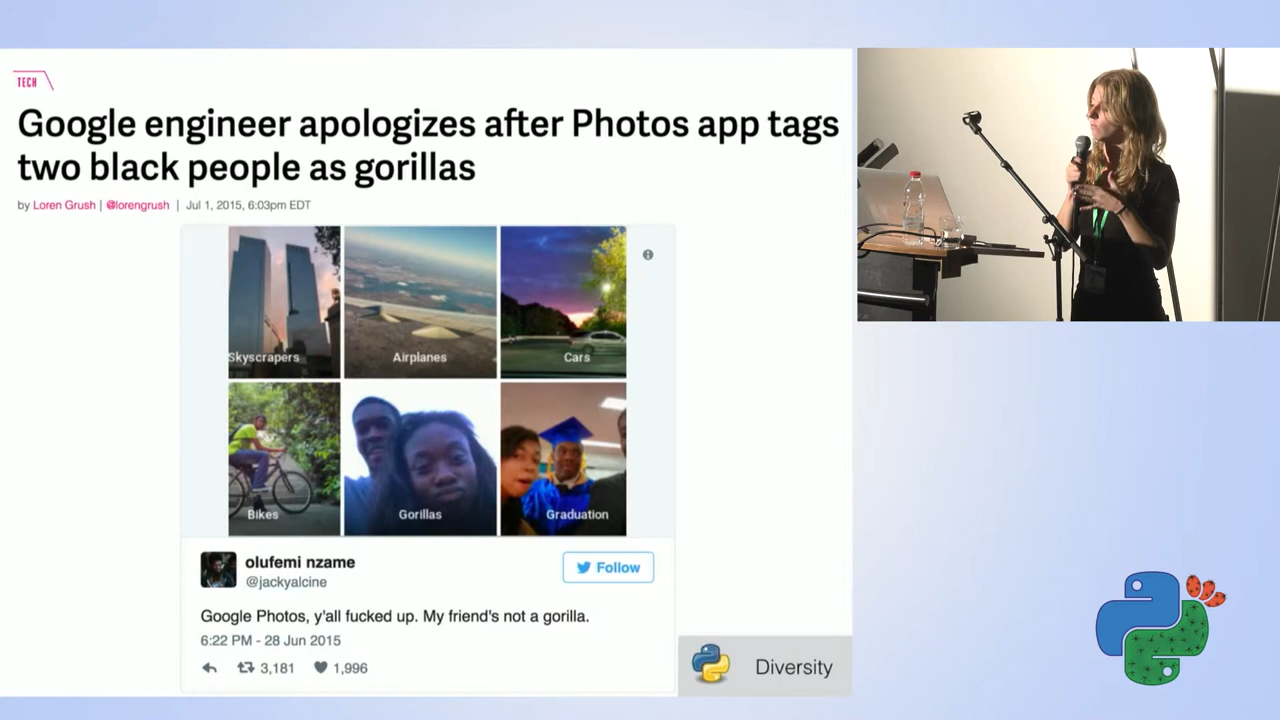 TECH
Google engineer apologizes after Photos app tags
two black people as gorillas
by Loren Grush | @lorengrush | Jul 1, 2015, 6:03pm EDT
Skyscrapers
Airplanes
Cars
Bikes
Gorillas
Graduation
olufemi nzame
@jackyalcine
Follow
Google Photos, y'all fucked up. My friend's not a gorilla.
6:22 PM - 28 Jun 2015
3,181
1,996
Diversity